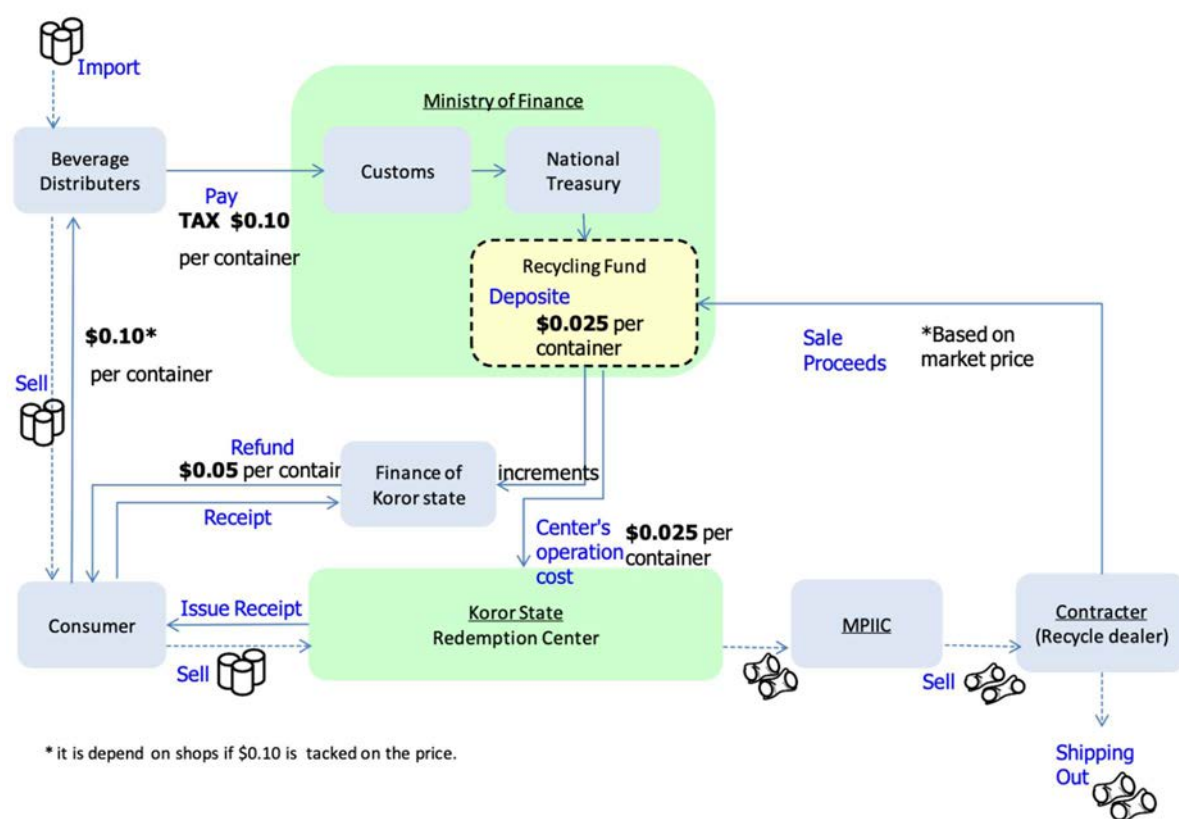 Import
Ministry of Finance
Beverage
Distributers
Customs
National
Treasury
Pay
TAX $0.10
per container
Recycling Fund
Deposite
$0.025 per
container
$0.10*
per container
Sale
Proceeds
*Based on
market price
Sell
Refund
$0.05 per contain
Finance of
Koror state
increments
Receipt
Center's
operation
cost
$0.025 per
container
Consumer
Issue Receipt
Sell
Koror State
Redemption Center
MPIIC
Sell
Contracter
(Recycle dealer)
* it is depend on shops if $0.10 is tacked on the price.
Shipping
Out